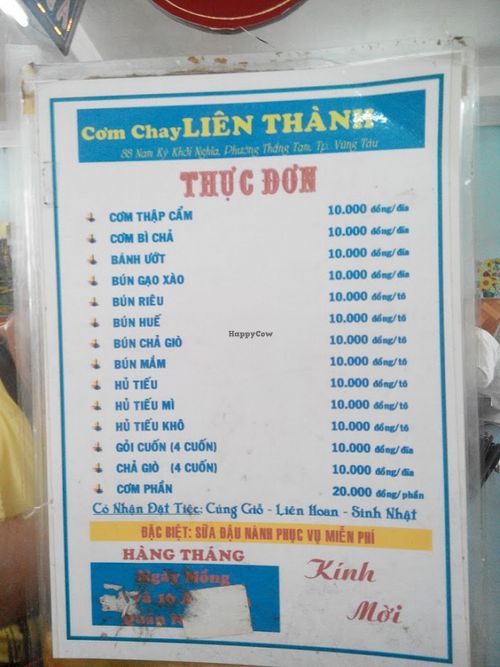 Cơm Chay LIÊN THÀNH
88 Nam Kỳ Khởi Nghĩa, Phường Thắng Tam, Tp. Vũng Tàu
THỰC ĐƠN
CƠM THẬP CẨM 10.000 đồng/đĩa
CƠM BÌ CHẢ 10.000 đồng/đĩa
BÁNH ƯỚT 10.000 đồng/đĩa
BÚN GẠO XÀO 10.000 đồng/đĩa
BÚN RIÊU 10.000 đồng/tô
BÚN HUẾ 10.000 đồng/tô
BÚN CHẢ GIÒ 10.000 đồng/tô
BÚN MẮM 10.000 đồng/tô
HỦ TIẾU 10.000 đồng/tô
HỦ TIẾU MÌ 10.000 đồng/tô
HỦ TIẾU KHÔ 10.000 đồng/tô
GỎI CUỐN (4 CUỐN) 10.000 đồng/đĩa
CHẢ GIÒ (4 CUỐN) 10.000 đồng/đĩa
CƠM PHẦN 20.000 đồng/phần
Có Nhận Đặt Tiệc: Cúng Giỗ - Liên Hoan - Sinh Nhật
ĐẶC BIỆT: SỮA ĐẬU NÀNH PHỤC VỤ MIỄN PHÍ
HÀNG THÁNG
Ngày Mồng
và 16
Quán
Kính
Mời
HappyCow